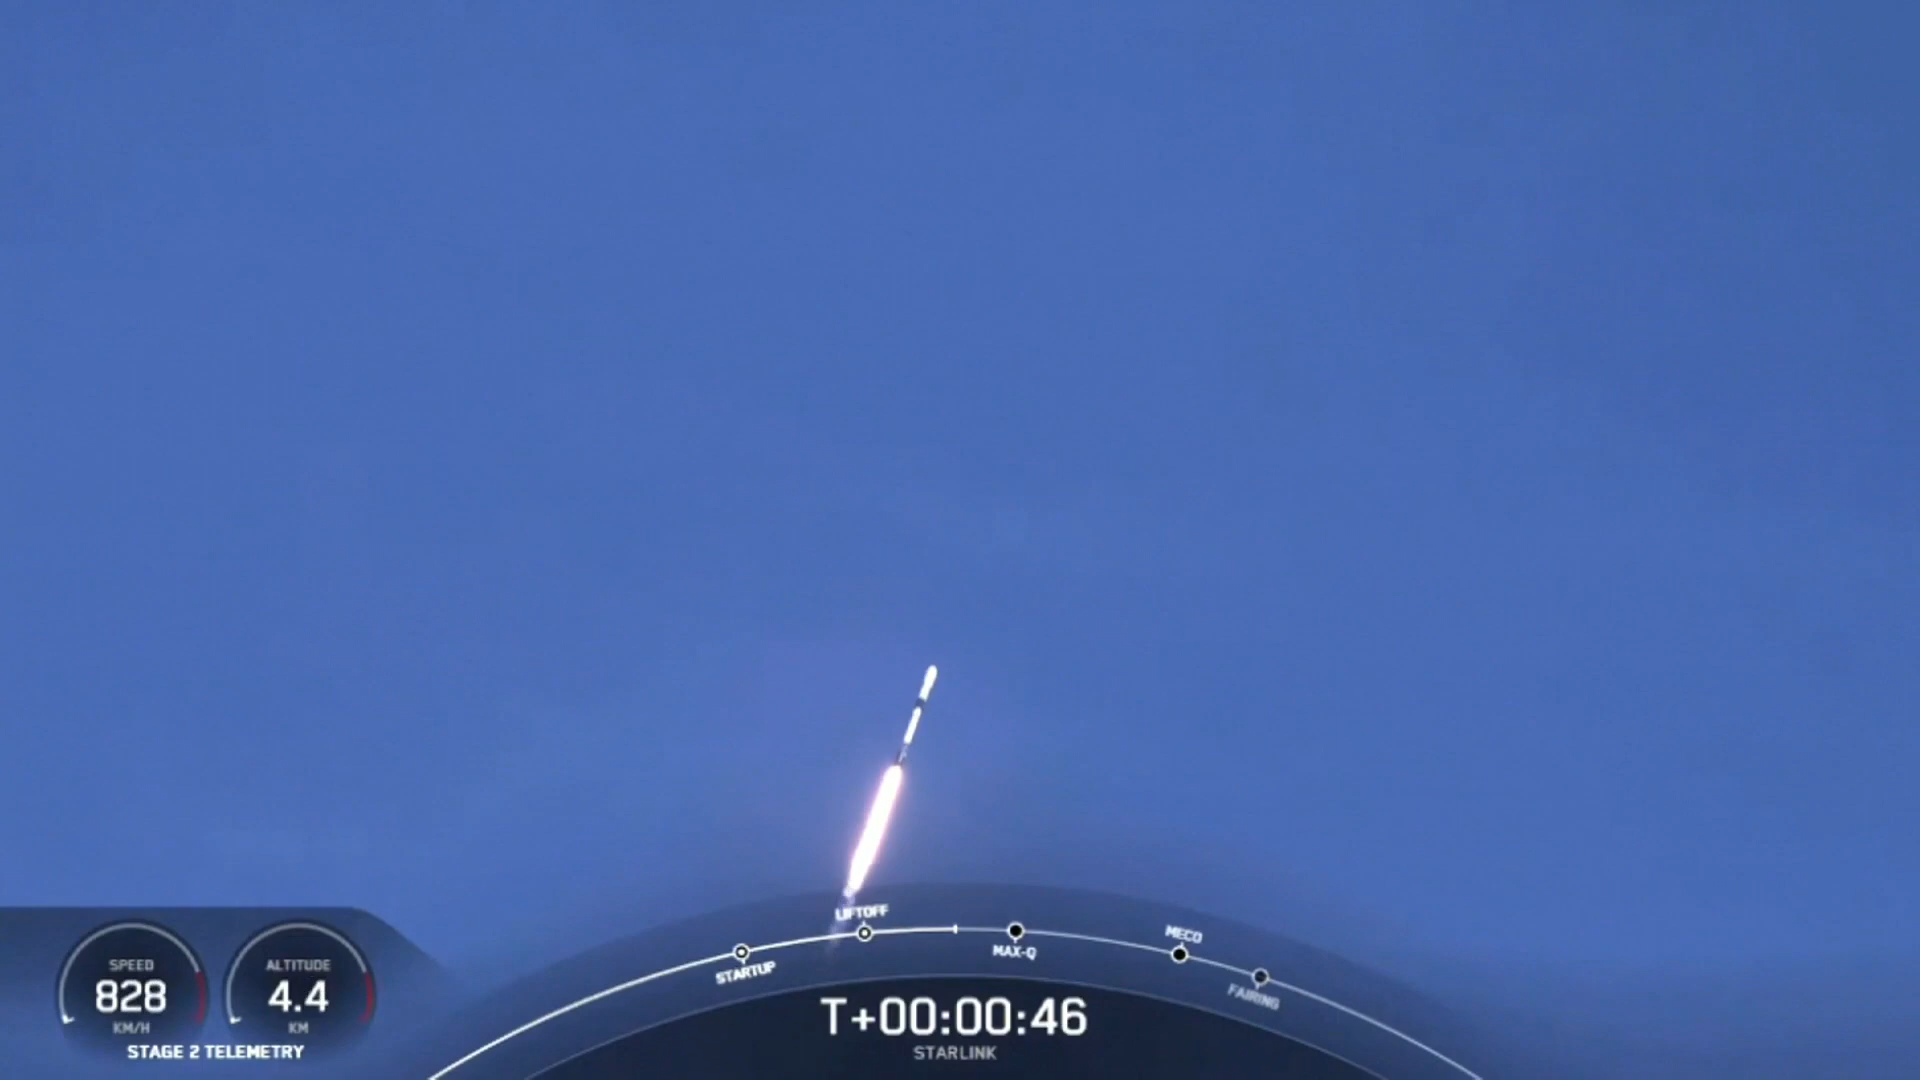 LIFTOFF
MECO
STARTUP
MAX-Q
FAIRING
SPEED
828
KM/H
ALTITUDE
4.4
KM
STAGE 2 TELEMETRY
T+00:00:46
STARLINK